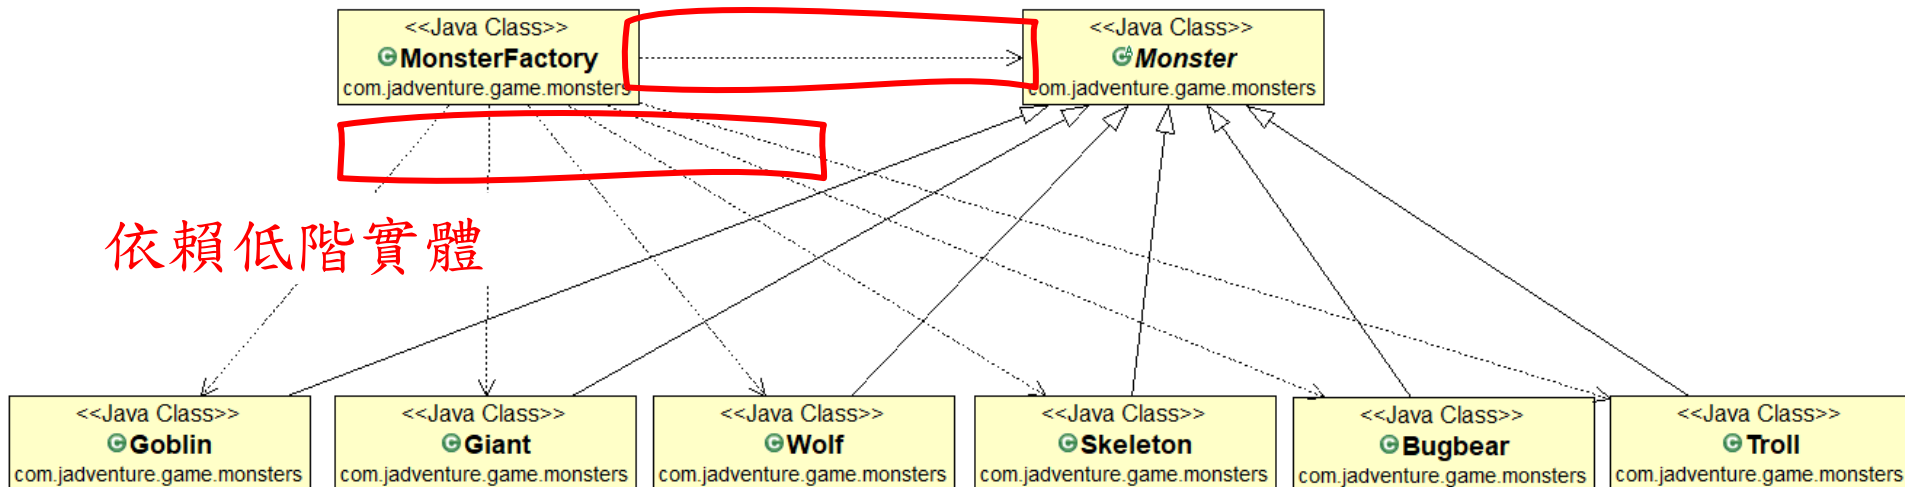 <<Java Class>>
MonsterFactory
com.jadventure.game.monsters
<<Java Class>>
Monster
com.jadventure.game.monsters
依賴低階實體
<<Java Class>>
Goblin
com.jadventure.game.monsters
<<Java Class>>
Giant
com.jadventure.game.monsters
<<Java Class>>
Wolf
com.jadventure.game.monsters
<<Java Class>>
Skeleton
com.jadventure.game.monsters
<<Java Class>>
Bugbear
com.jadventure.game.monsters
<<Java Class>>
Troll
com.jadventure.game.monsters